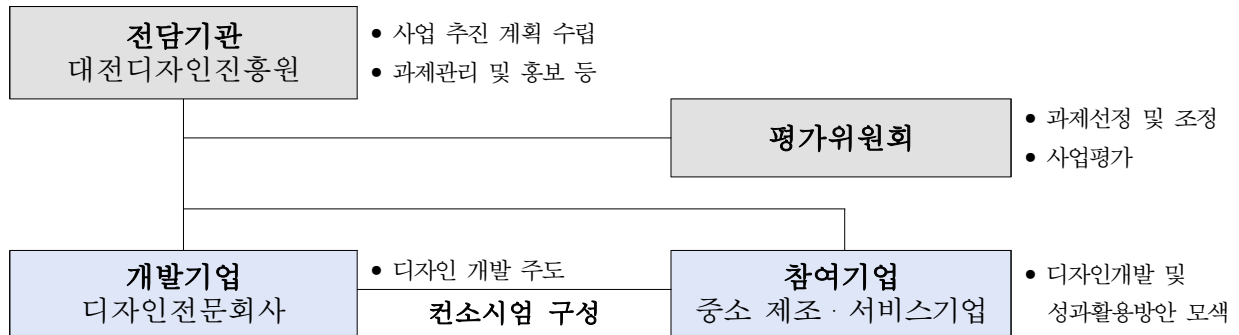 전담기관
대전디자인진흥원
• 사업 추진 계획 수립
• 과제관리 및 홍보 등
평가위원회
• 과제선정 및 조정
• 사업평가
개발기업
디자인전문회사
• 디자인 개발 주도
컨소시엄 구성
참여기업
중소 제조 · 서비스기업
• 디자인개발 및
성과활용방안 모색